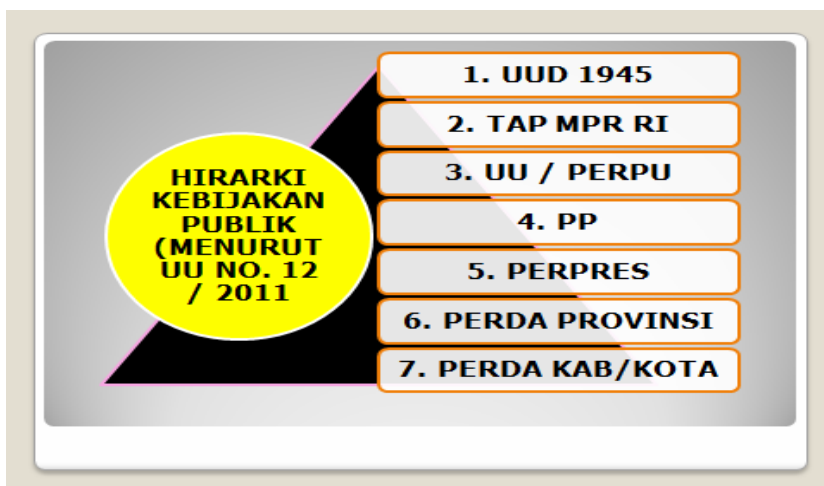 HIRARKI
KEBIJAKAN
PUBLIK
(MENURUT
UU NO. 12
/ 2011
1. UUD 1945
2. TAP MPR RI
3. UU / PERPU
4. PP
5. PERPRES
6. PERDA PROVINSI
7. PERDA KAB/KOTA